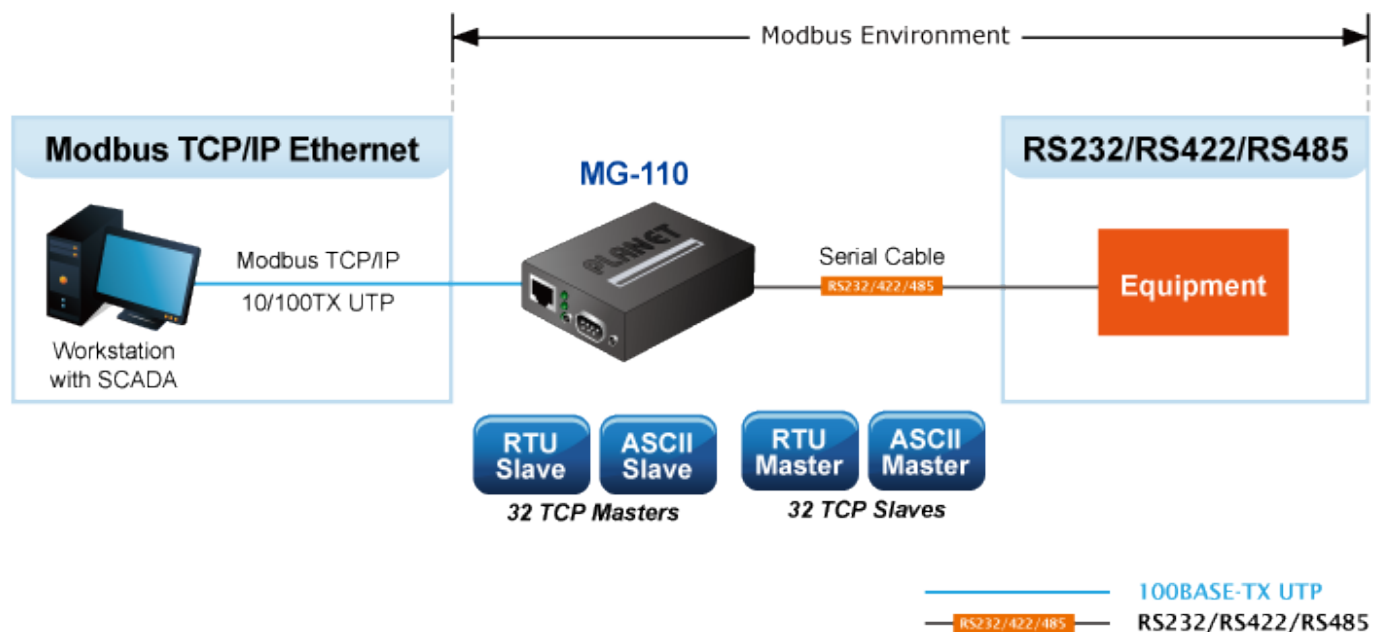 Modbus Environment
Modbus TCP/IP Ethernet
RS232/RS422/RS485
MG-110
PLANET
Modbus TCP/IP
10/100TX UTP
Serial Cable
RS232/422/485
Equipment
Workstation
with SCADA
RTU
Slave
ASCII
Slave
RTU
Master
ASCII
Master
32 TCP Masters
32 TCP Slaves
100BASE-TX UTP
RS232/422/485
RS232/RS422/RS485